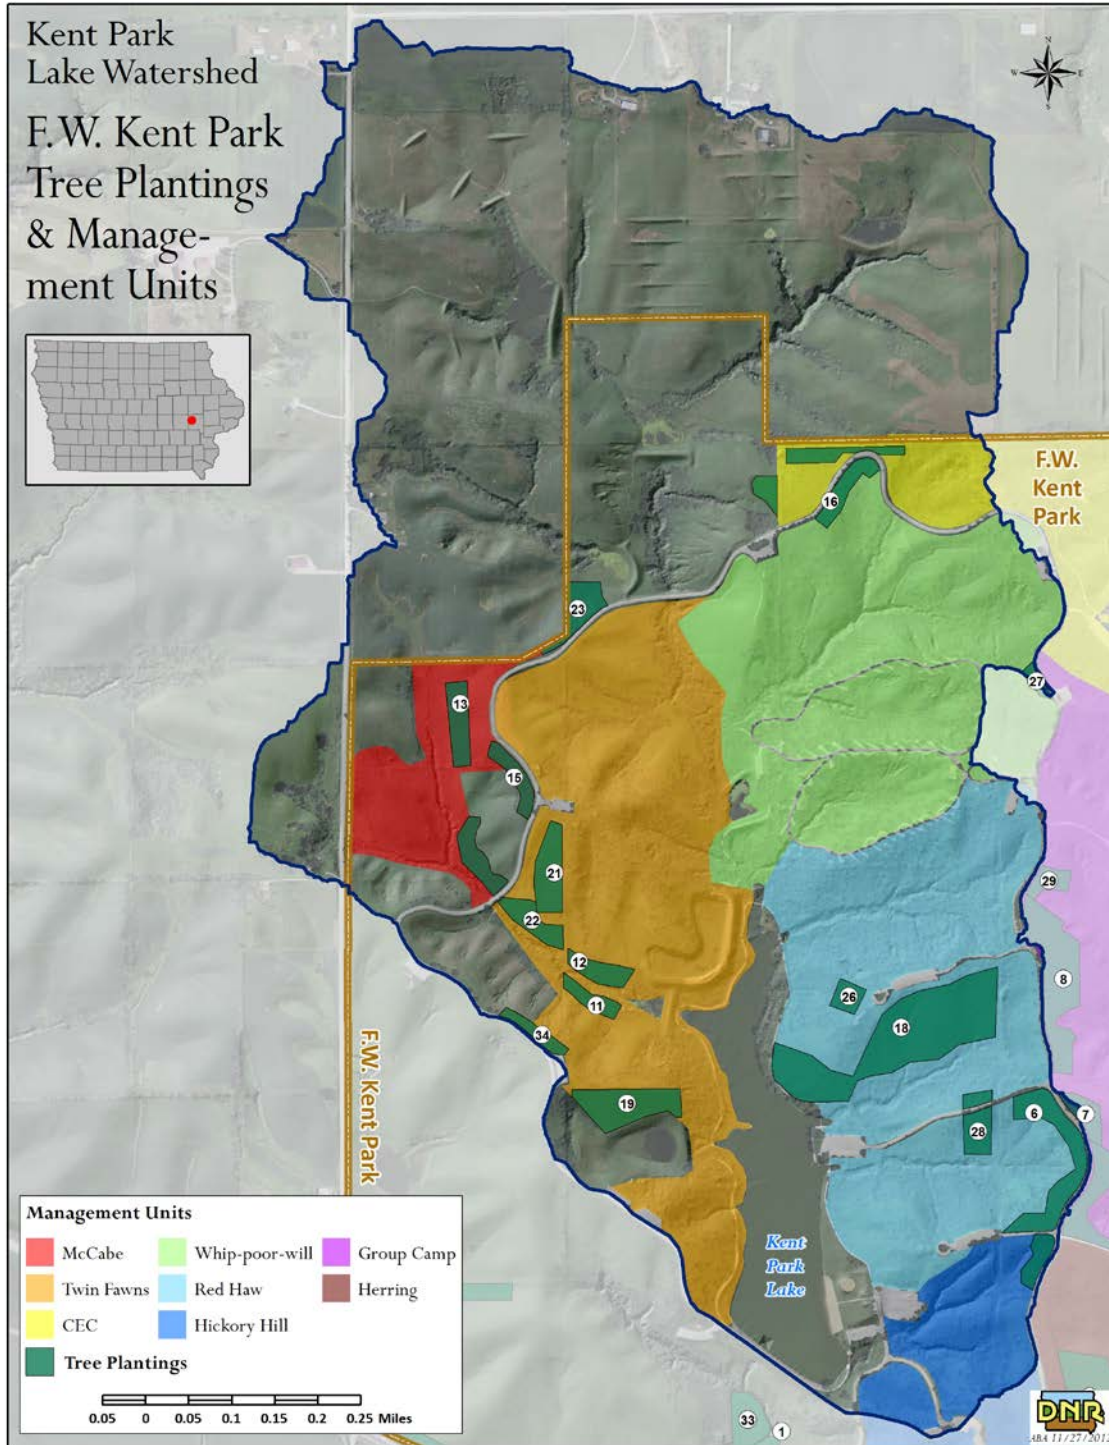 Kent Park
Lake Watershed
F.W. Kent Park
Tree Plantings
& Manage-
ment Units
N
W E
S
F.W.
Kent
Park
16
23
27
13
15
21
29
22
12
8
26
11
18
34
F.W. Kent Park
19
6
7
28
Kent
Park
Lake
Management Units
McCabe
Whip-poor-will
Group Camp
Twin Fawns
Red Haw
Herring
CEC
Hickory Hill
Tree Plantings
0.05 0 0.05 0.1 0.15 0.2 0.25 Miles
33
1
DNR